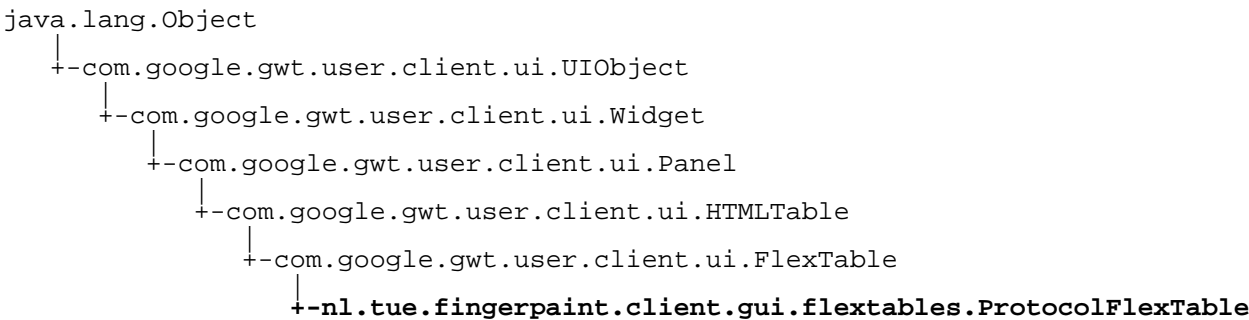 java.lang.Object
+-com.google.gwt.user.client.ui.UIObject
+-com.google.gwt.user.client.ui.Widget
+-com.google.gwt.user.client.ui.Panel
+-com.google.gwt.user.client.ui.HTMLTable
+-com.google.gwt.user.client.ui.FlexTable
+-nl.tue.fingerpaint.client.gui.flextables.ProtocolFlexTable